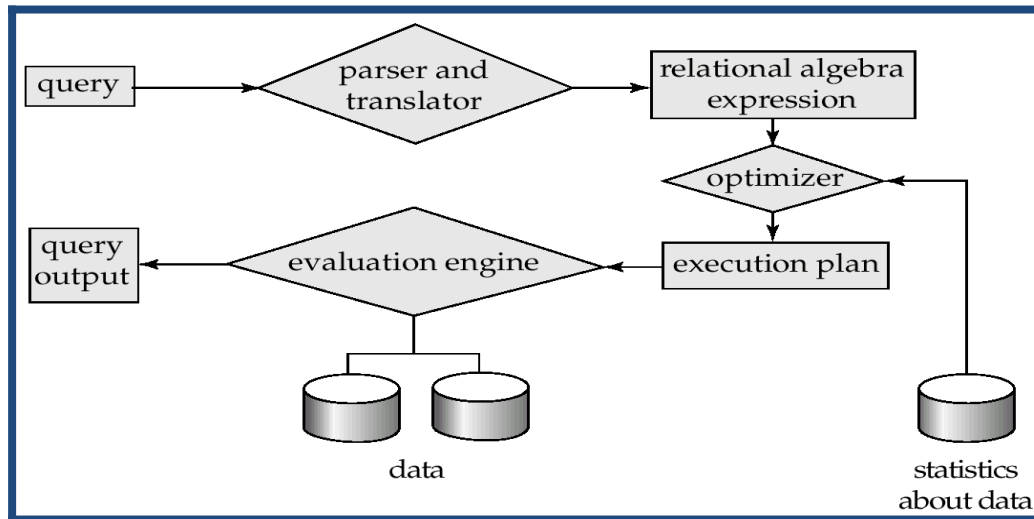 query
parser and
translator
relational algebra
expression
optimizer
query
output
evaluation engine
execution plan
data
statistics
about data